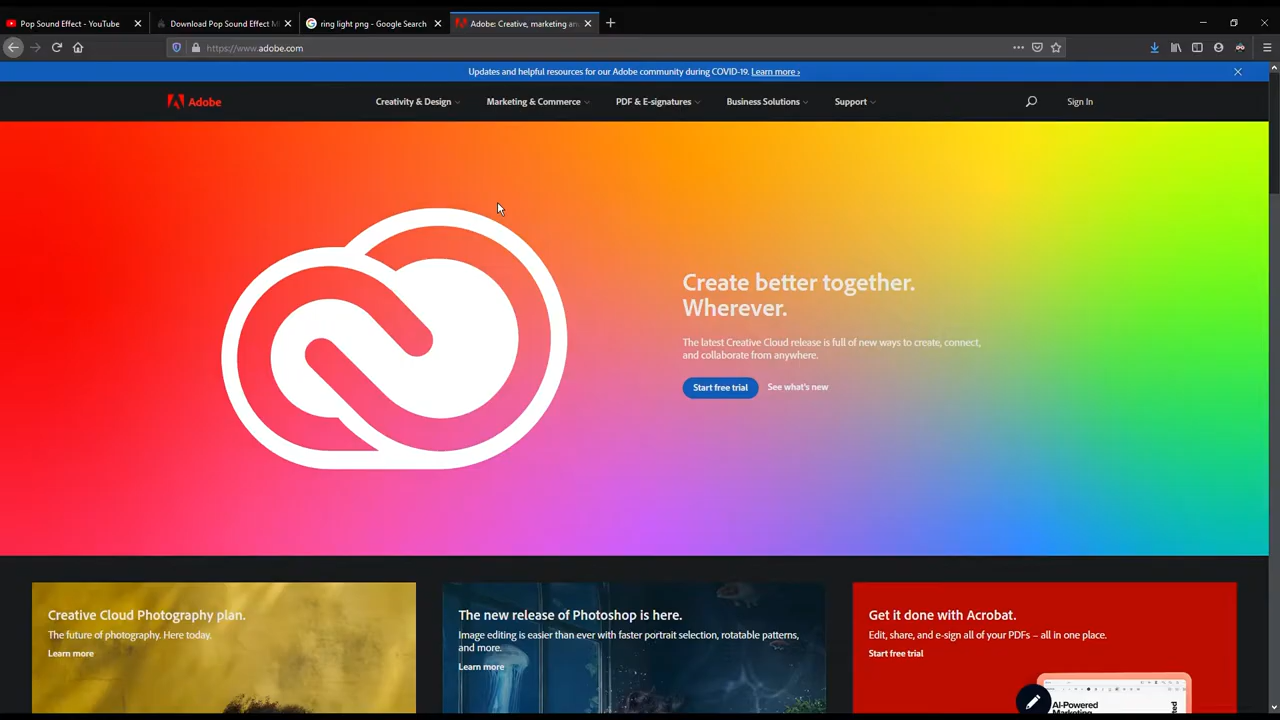 Pop Sound Effect - YouTube
Download Pop Sound Effect M
ring light png - Google Search
Adobe: Creative, marketing an
https://www.adobe.com
Updates and helpful resources for our Adobe community during COVID-19. Learn more ›
Adobe
Creativity & Design
Marketing & Commerce
PDF & E-signatures
Business Solutions
Support
Sign In
Create better together.
Wherever.
The latest Creative Cloud release is full of new ways to create, connect,
and collaborate from anywhere.
Start free trial
See what's new
Creative Cloud Photography plan.
The future of photography. Here today.
Learn more
The new release of Photoshop is here.
Image editing is easier than ever with faster portrait selection, rotatable patterns,
and more.
Learn more
Get it done with Acrobat.
Edit, share, and e-sign all of your PDFs – all in one place.
Start free trial
AI-Powered